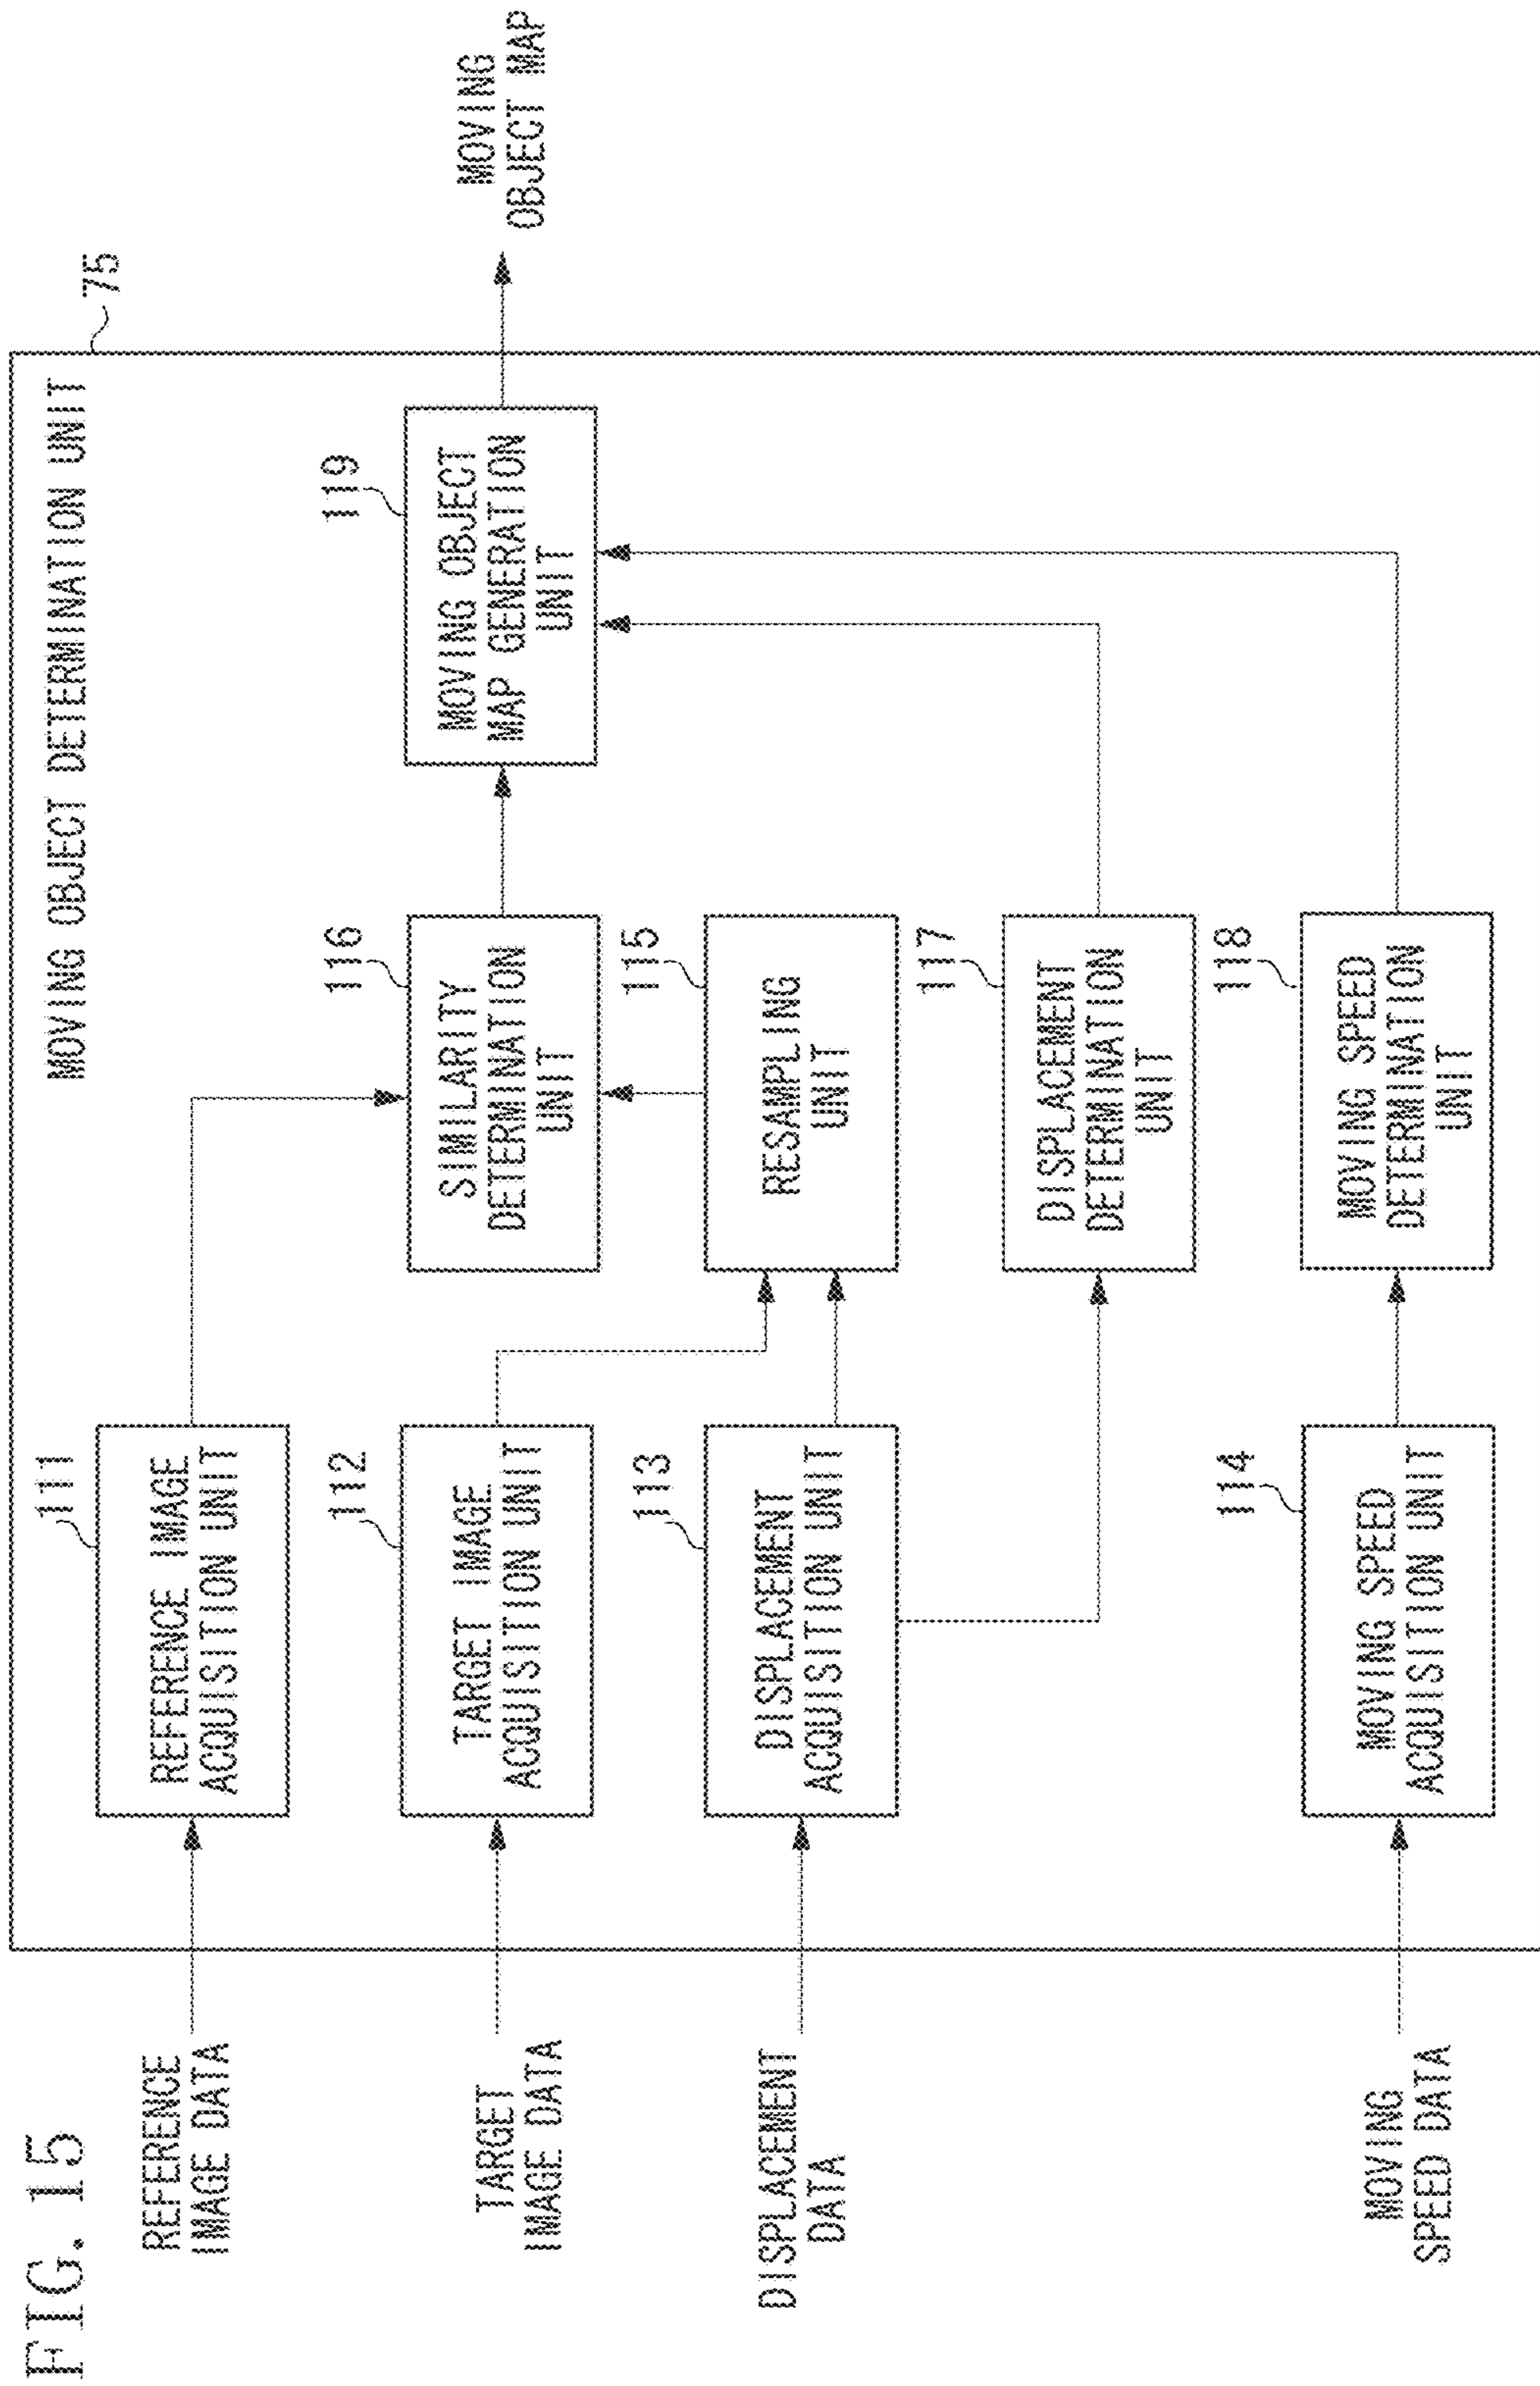 FIG. 15
MOVING OBJECT DETERMINATION UNIT
75
REFERENCE
IMAGE DATA
111
REFERENCE IMAGE
ACQUISITION UNIT
TARGET
IMAGE DATA
112
TARGET IMAGE
ACQUISITION UNIT
116
SIMILARITY
DETERMINATION
UNIT
119
MOVING OBJECT
MAP GENERATION
UNIT
MOVING
OBJECT MAP
DISPLACEMENT
DATA
113
DISPLACEMENT
ACQUISITION UNIT
115
RESAMPLING
UNIT
117
DISPLACEMENT
DETERMINATION
UNIT
MOVING
SPEED DATA
114
MOVING SPEED
ACQUISITION UNIT
118
MOVING SPEED
DETERMINATION
UNIT